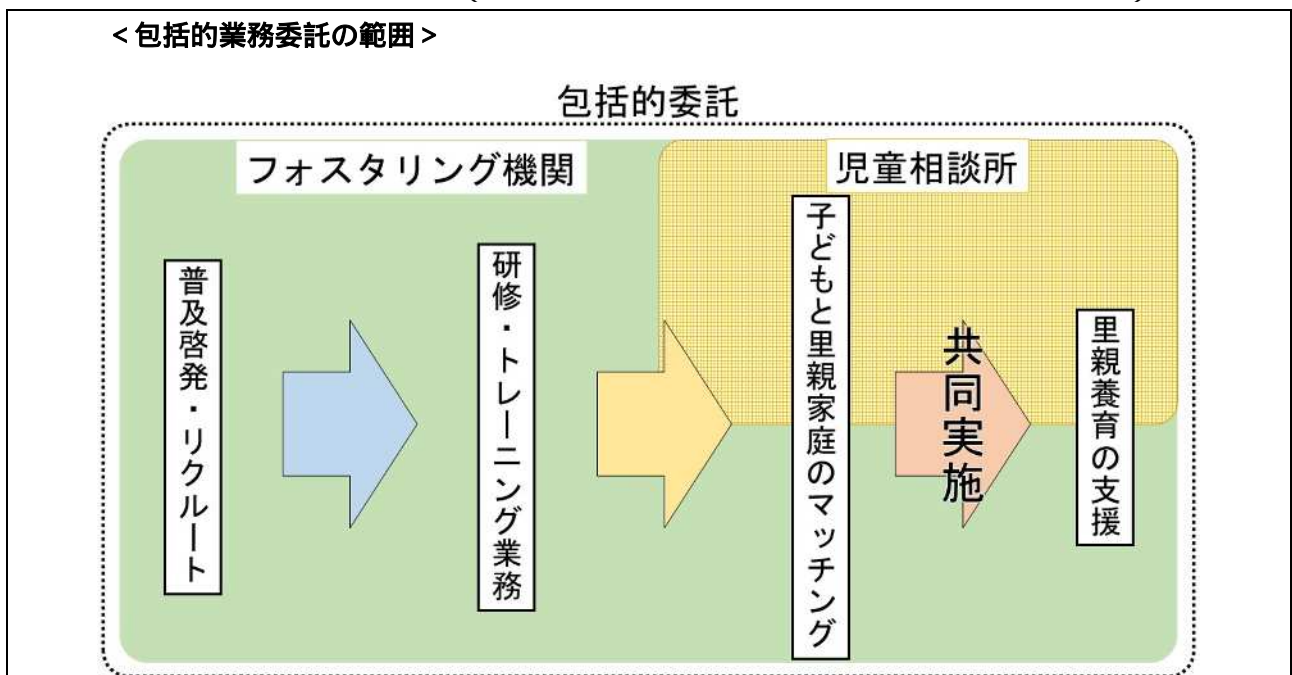 <包括的業務委託の範囲>
包括的委託
フォスタリング機関
児童相談所
普及啓発・リクルート
研修・トレーニング業務
子どもと里親家庭のマッチング
共同実施
里親養育の支援